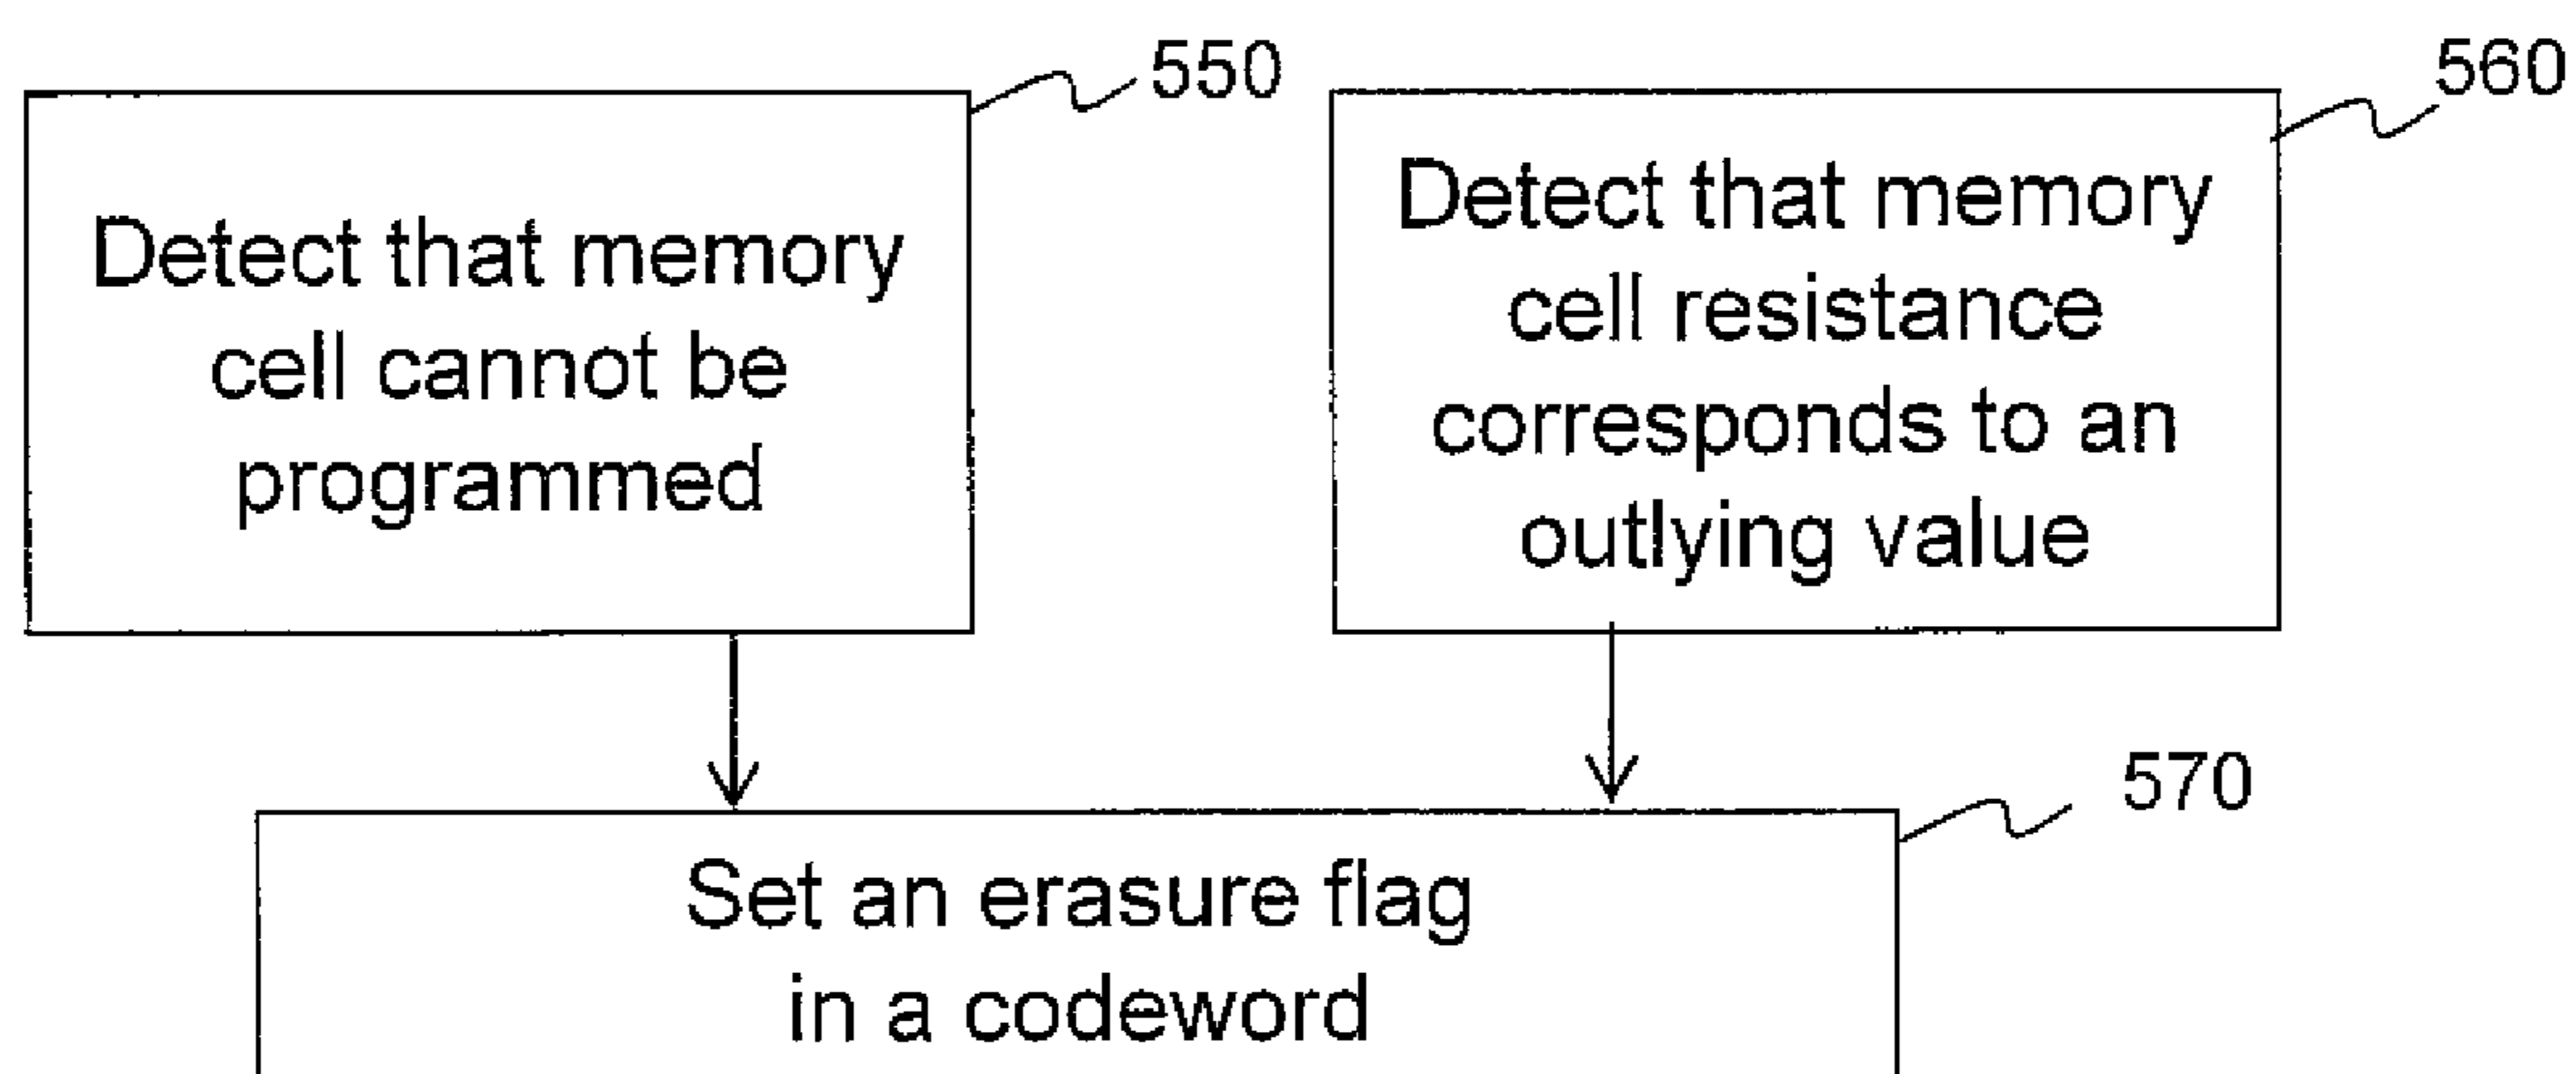 550
Detect that memory
cell cannot be
programmed
560
Detect that memory
cell resistance
corresponds to an
outlying value
570
Set an erasure flag
in a codeword